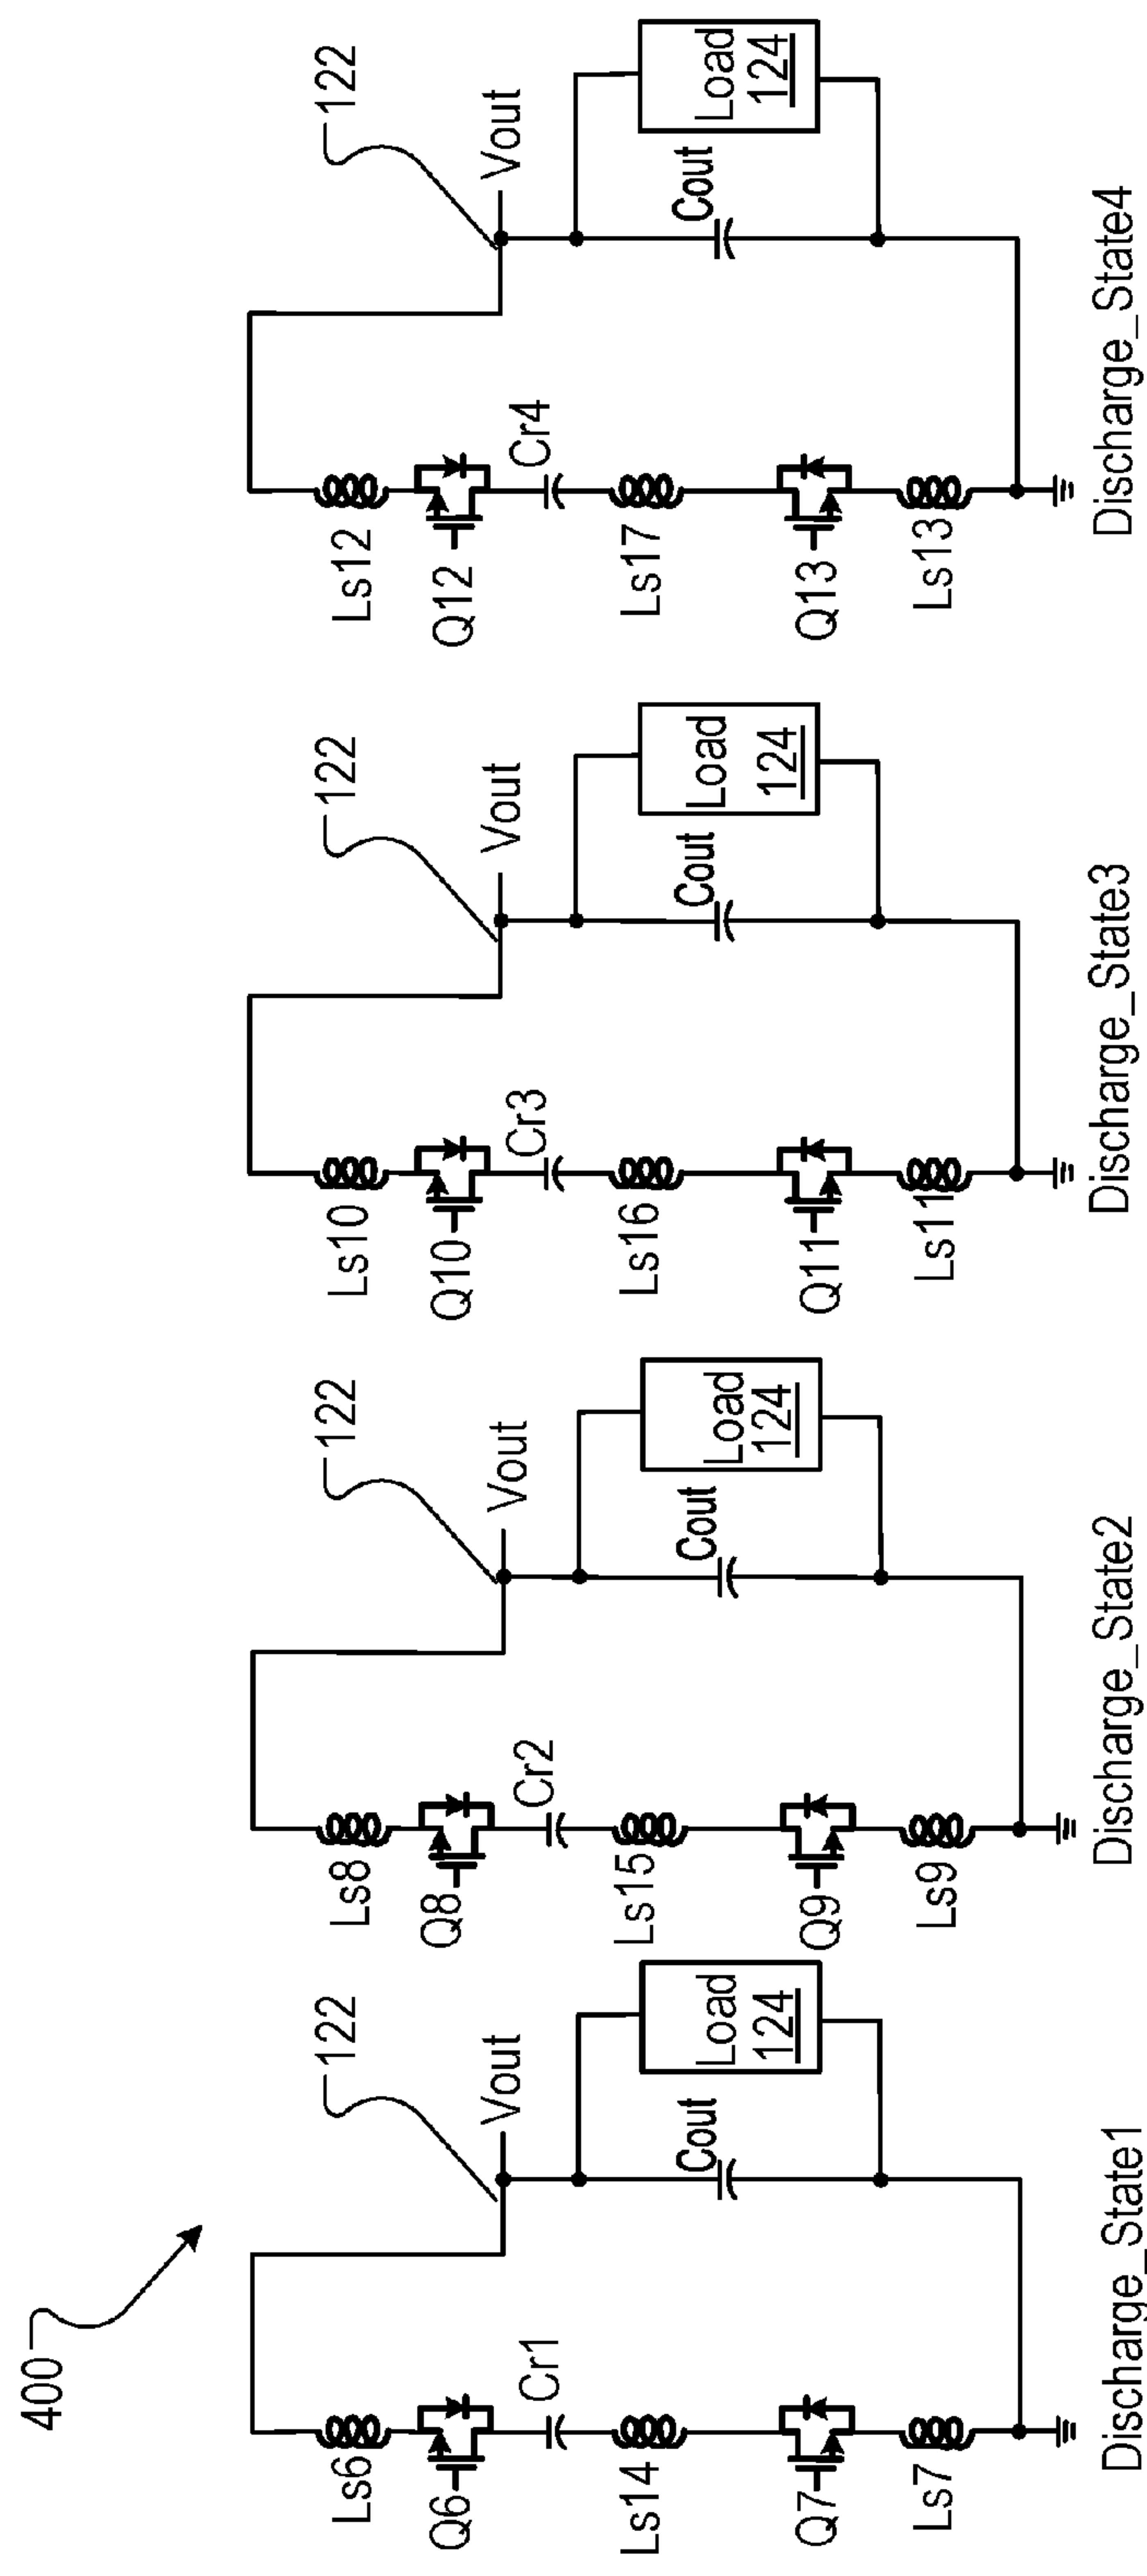 400
122
Vout
Ls6
Q6
Cr1
Ls14
Q7
Ls7
Cout
Load
124
Discharge_State1
122
Vout
Ls8
Q8
Cr2
Ls15
Q9
Ls9
Cout
Load
124
Discharge_State2
122
Vout
Ls10
Q10
Cr3
Ls16
Q11
Ls11
Cout
Load
124
Discharge_State3
122
Vout
Ls12
Q12
Cr4
Ls17
Q13
Ls13
Cout
Load
124
Discharge_State4